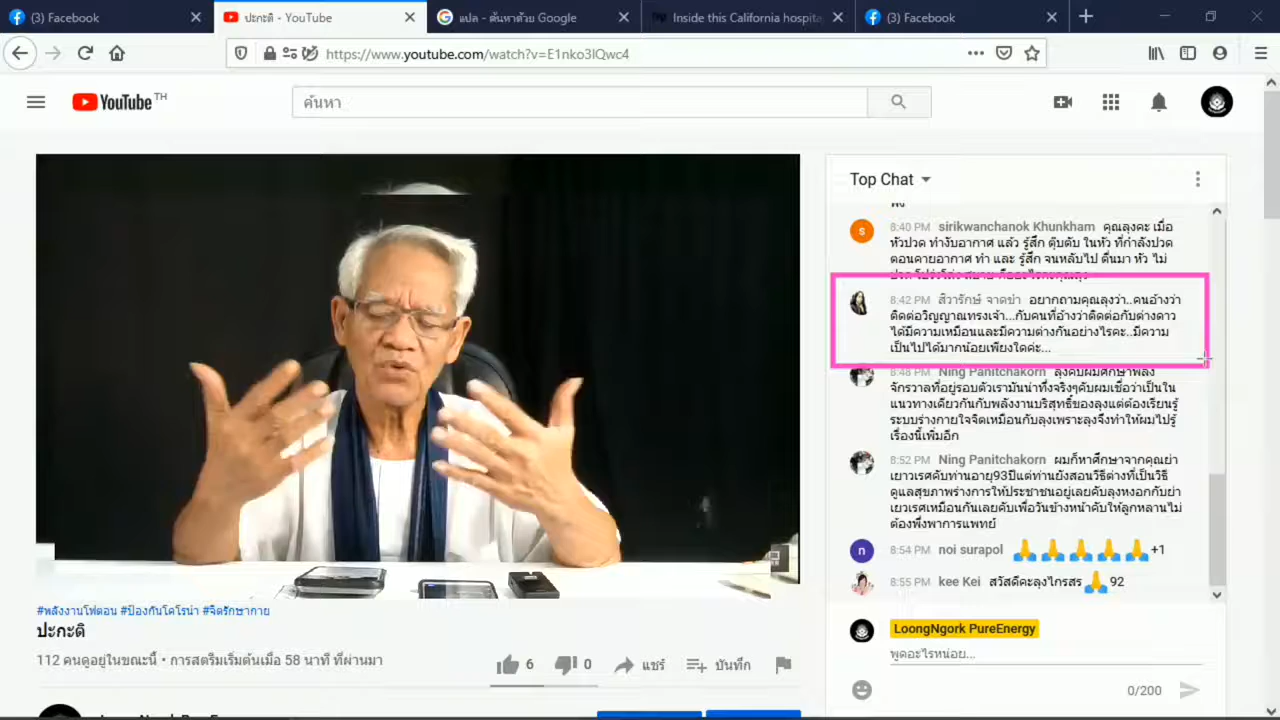 (3) Facebook
ปะกะติ - YouTube
แปล - ค้นหาด้วย Google
Inside this California hospita
(3) Facebook
https://www.youtube.com/watch?v=E1nko3lQwc4
YouTube TH
ค้นหา
Top Chat
8:40 PM sirikwanchanok Khunkham คุณลุงคะ เมื่อ
หัวปวด ทำงับอากาศ แล้ว รู้สึก ตุ๊บตั๊บ ในหัว ที่กำลังปวด
ตอนคายอากาศ ทำ และ รู้สึก จนหลับไป ตื่นมา หัว ไม่
8:42 PM สิวารักษ์ จาดขำ อยากถามคุณลุงว่า..คนอ้างว่า
ติดต่อวิญญาณทรงเจ้า...กับคนที่อ้างว่าติดต่อกับต่างดาว
ได้มีความเหมือนและมีความต่างกันอย่างไรคะ..มีความ
เป็นไปได้มากน้อยเพียงใดค่ะ...
8:48 PM Ning Panitchakorn ลุงคับผมศึกษาพลัง
จักรวาลที่อยู่รอบตัวเรามันน่าทึ่งจริงๆคับผมเชื่อว่าเป็นใน
แนวทางเดียวกันกับพลังงานบริสุทธิ์ของลุงแต่ต้องเรียนรู้
ระบบร่างกายใจจิตเหมือนกับลุงเพราะลุงจึงทำให้ผมไปรู้
เรื่องนี้เพิ่มอีก
8:52 PM Ning Panitchakorn ผมก็หาศึกษาจากคุณย่า
เยาวเรศคับท่านอายุ93ปีแต่ท่านยังสอนวิธีต่างที่เป็นวิธี
ดูแลสุขภาพร่างการให้ประชาชนอยู่เลยคับลุงหงอกกับย่า
เยวเรศเหมือนกันเลยคับเพื่อวันข้างหน้าคับให้ลูกหลานไม่
ต้องพึ่งพาการแพทย์
8:54 PM noi surapol 🙏🙏🙏🙏🙏+1
8:55 PM kee Kei สวัสดีคะลุงไกรสร🙏92
LoongNgork PureEnergy
พูดอะไรหน่อย...
0/200
#พลังงานโฟตอน #ป้องกันโคโรน่า #จิตรักษากาย
ปะกะติ
112 คนดูอยู่ในขณะนี้ • การสตรีมเริ่มต้นเมื่อ 58 นาที ที่ผ่านมา
6 0 แชร์ บันทึก